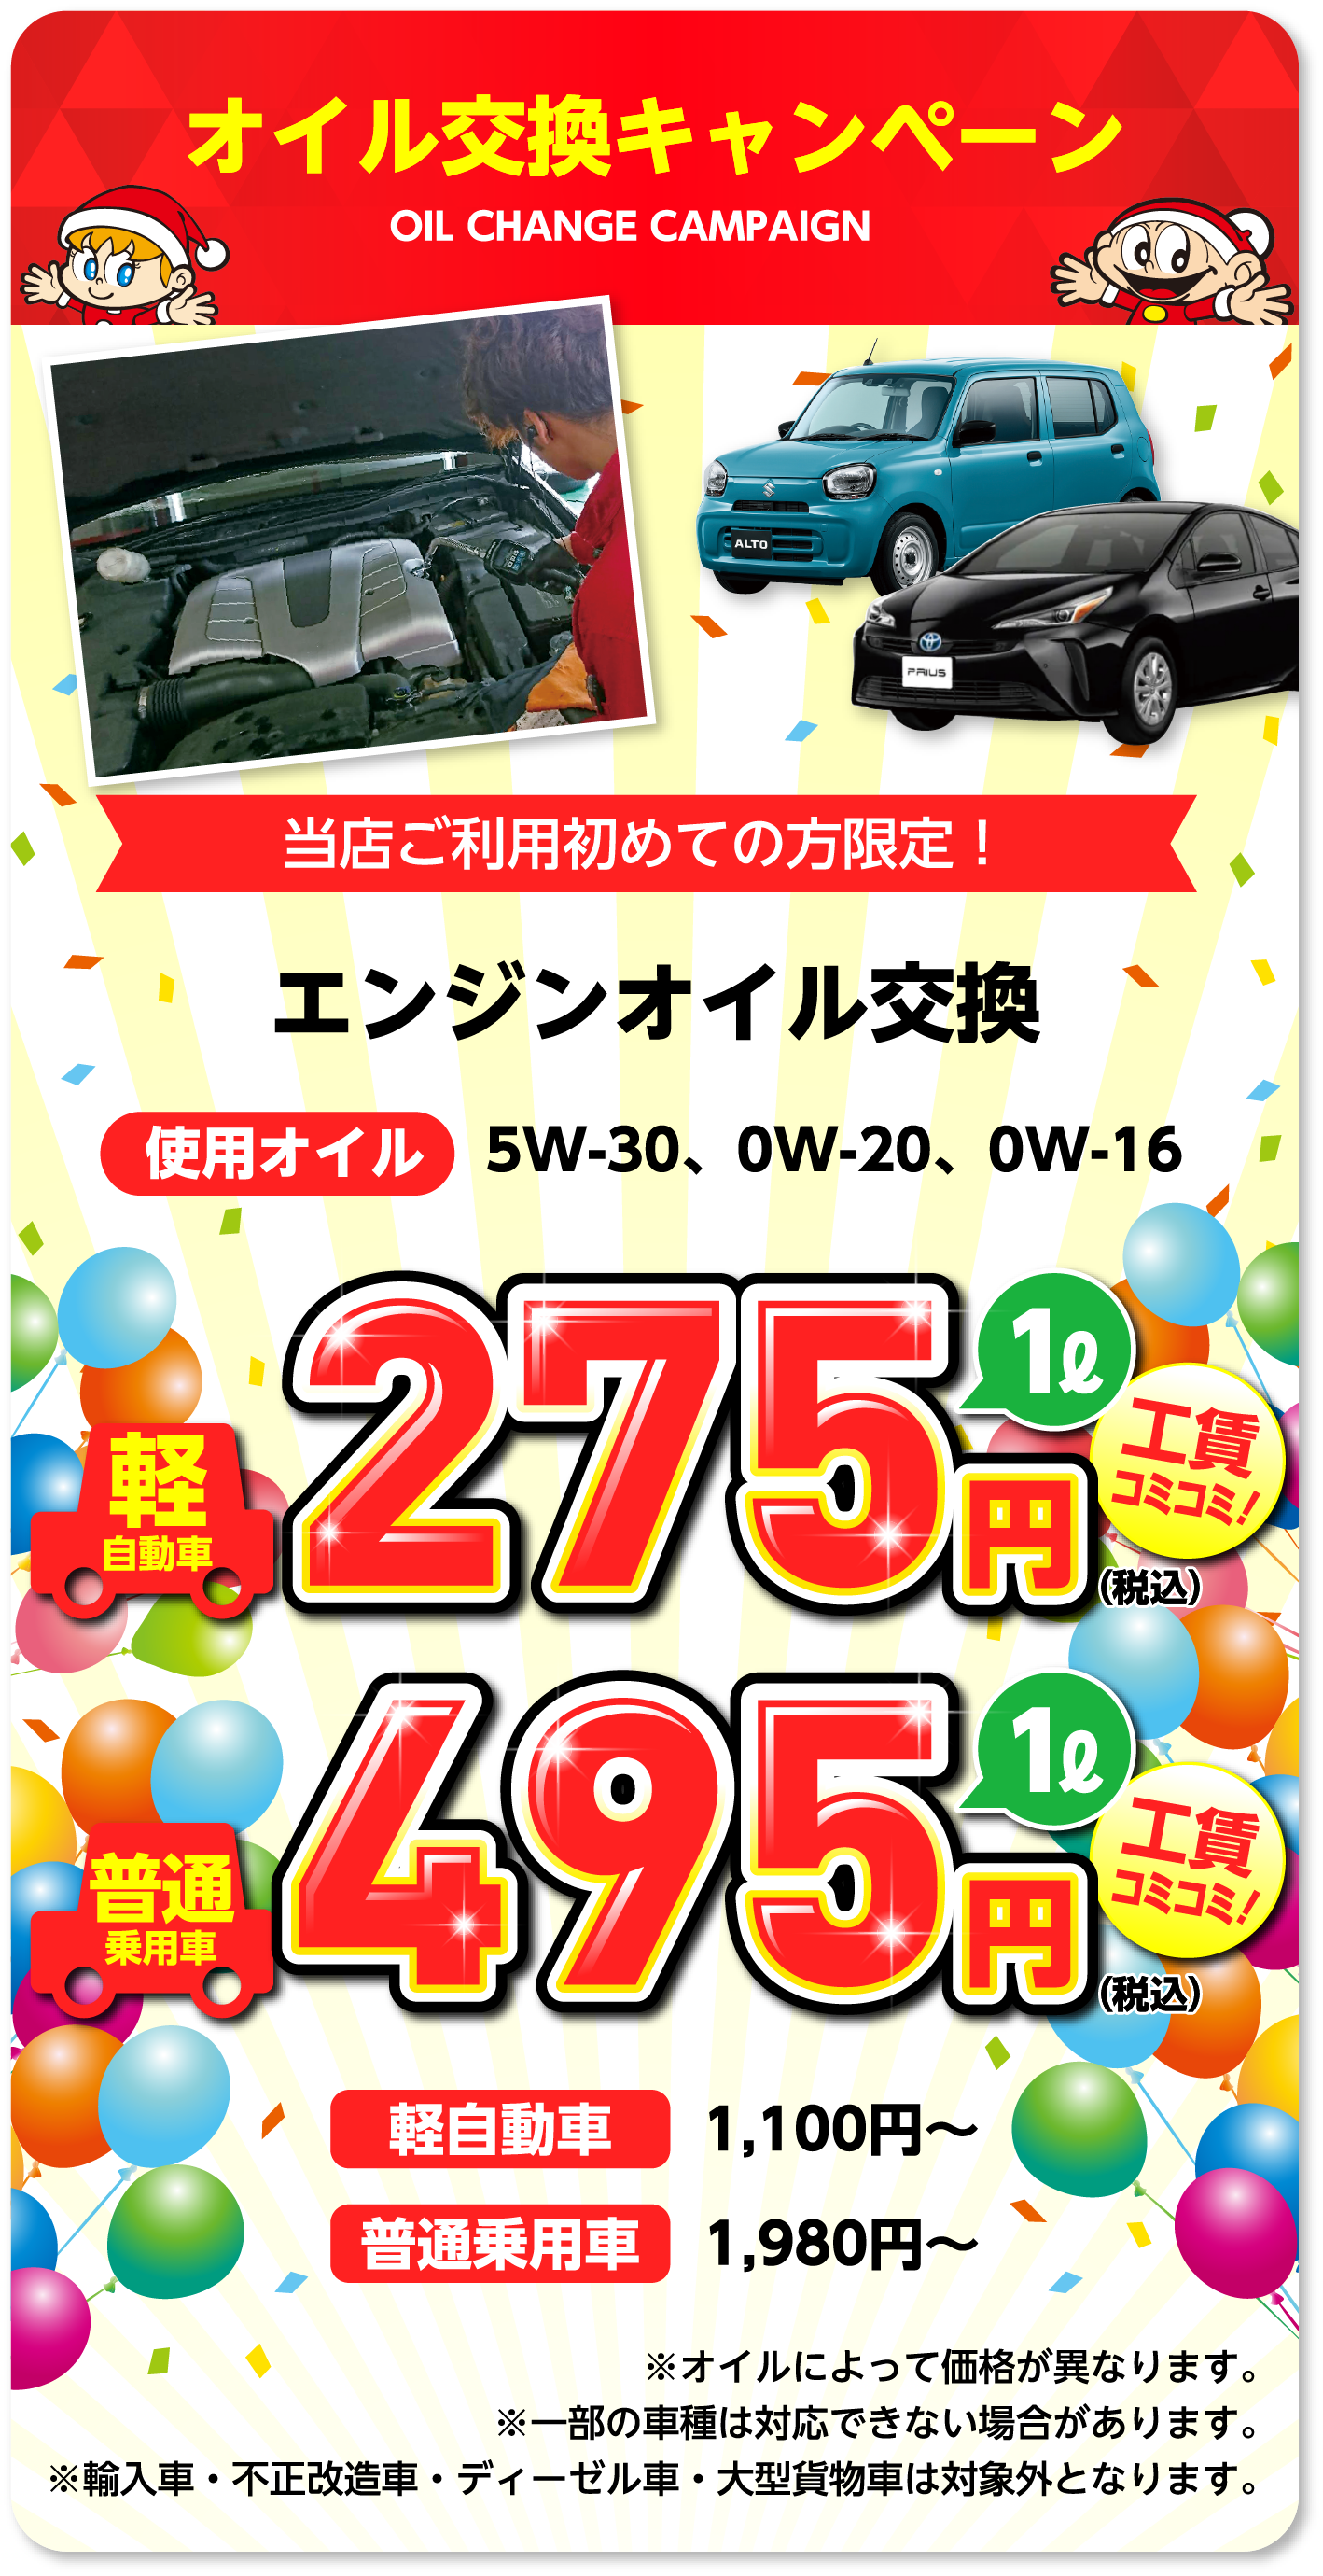 オイル交換キャンペーン
OIL CHANGE CAMPAIGN
ALTO
PRIUS
当店ご利用初めての方限定！
エンジンオイル交換
使用オイル 5W-30、0W-20、0W-16
軽
自動車
275円
1ℓ
工賃
コミコミ!
(税込)
普通
乗用車
495円
1ℓ
工賃
コミコミ!
(税込)
軽自動車 1,100円～
普通乗用車 1,980円～
※オイルによって価格が異なります。
※一部の車種は対応できない場合があります。
※輸入車・不正改造車・ディーゼル車・大型貨物車は対象外となります。